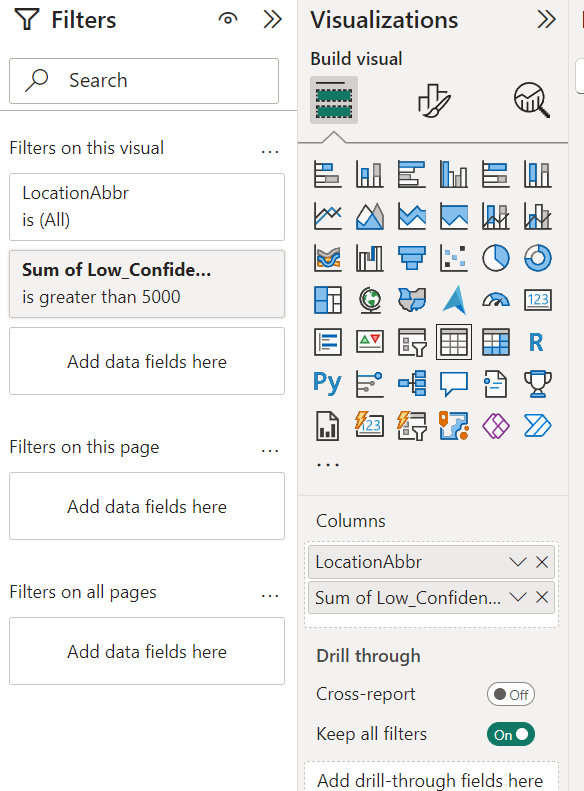 Filters
Search
Filters on this visual
...
LocationAbbr
is (All)
Sum of Low_Confide...
is greater than 5000
Add data fields here
Filters on this page
...
Add data fields here
Filters on all pages
...
Add data fields here
Visualizations
Build visual
123
R
Py
123
...
Columns
LocationAbbr
Sum of Low_Confiden...
Drill through
Cross-report
Off
Keep all filters
On
Add drill-through fields here